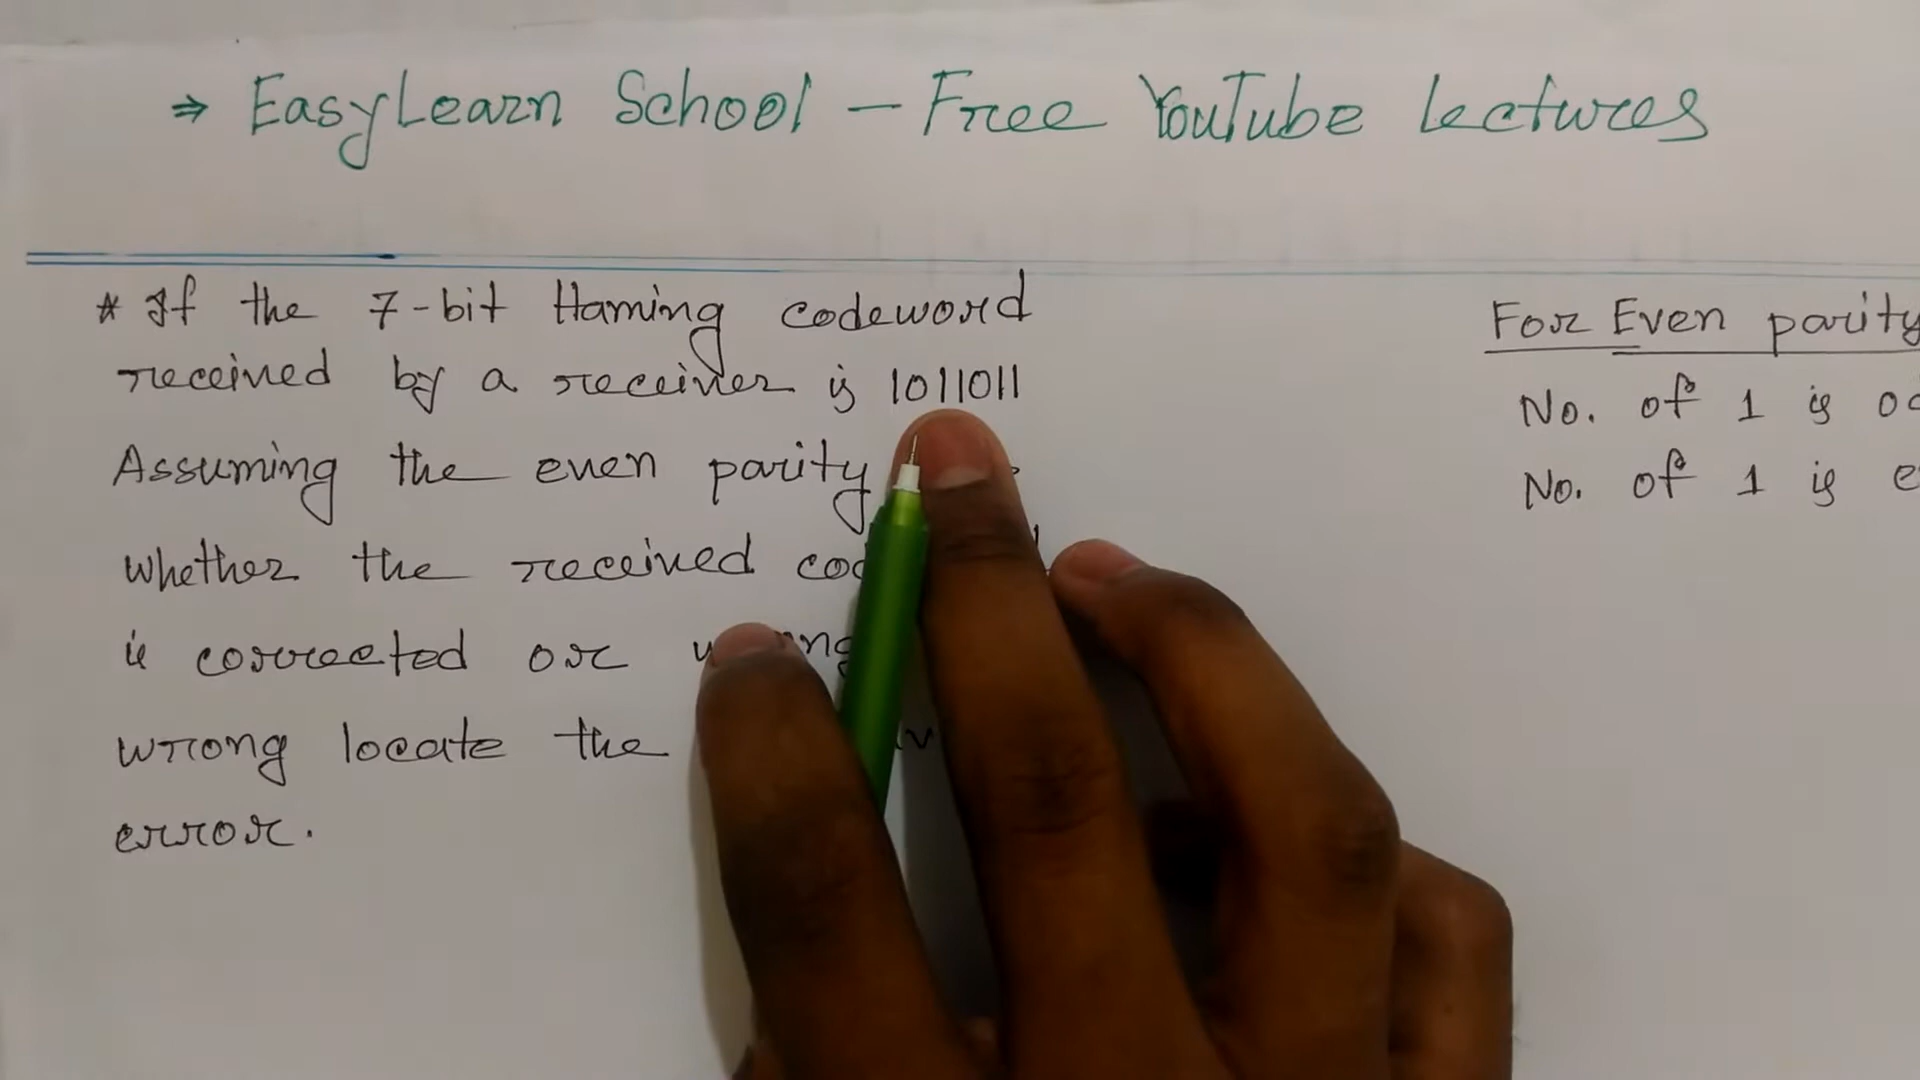 ⇒ EasyLearn School – Free YouTube Lectures
* If the 7-bit Haming codeword
received by a receiver is 1011011
Assuming the even parity
whether the received
is corrected or
wrong locate the
error.
For Even parity
No. of 1 is
No. of 1 is